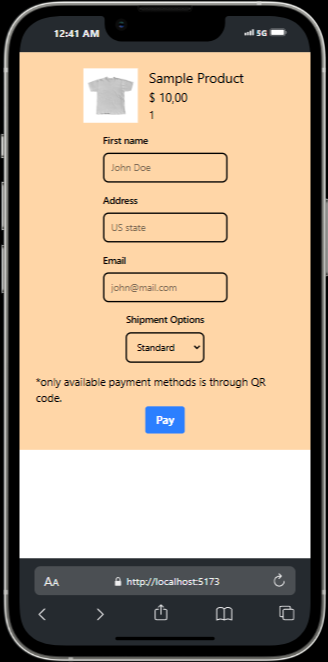 12:41 AM
5G
Sample Product
$ 10,00
1
First name
John Doe
Address
US state
Email
john@mail.com
Shipment Options
Standard
*only available payment methods is through QR
code.
Pay
AA
http://localhost:5173